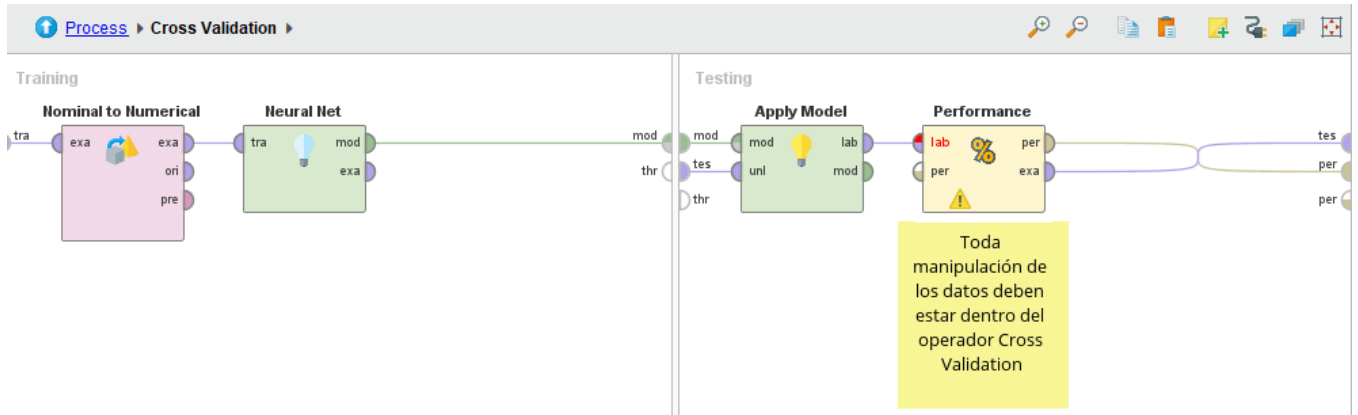 Process Cross Validation
Training
Nominal to Numerical
Neural Net
tra
exa
exa
ori
pre
tra
mod
exa
mod
thr
Testing
Apply Model
Performance
mod
tes
thr
mod
unl
lab
mod
lab
per
per
exa
%
tes
per
per
Toda
manipulación de
los datos deben
estar dentro del
operador Cross
Validation